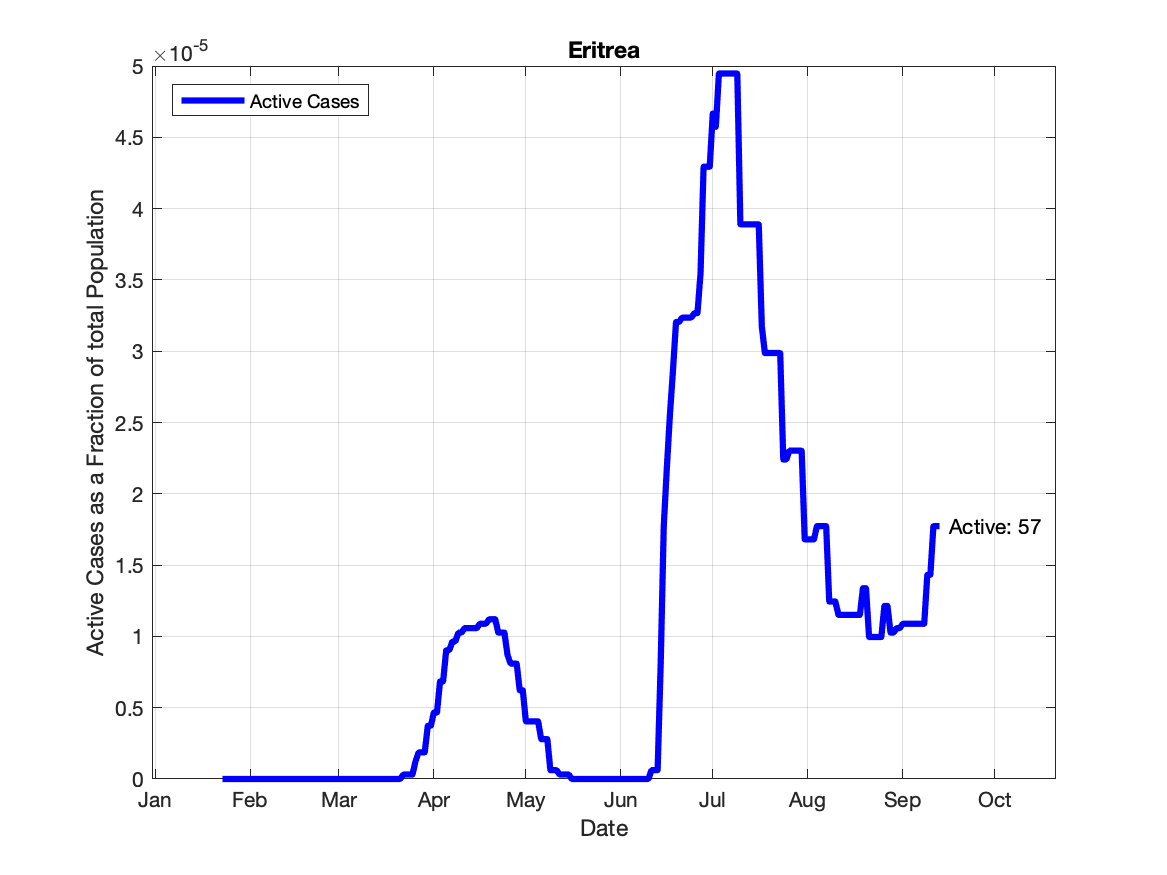 Eritrea
×10-5
5
4.5
4
3.5
3
2.5
2
1.5
1
0.5
0
Active Cases as a Fraction of total Population
Active Cases
Active: 57
Jan Feb Mar Apr May Jun Jul Aug Sep Oct
Date